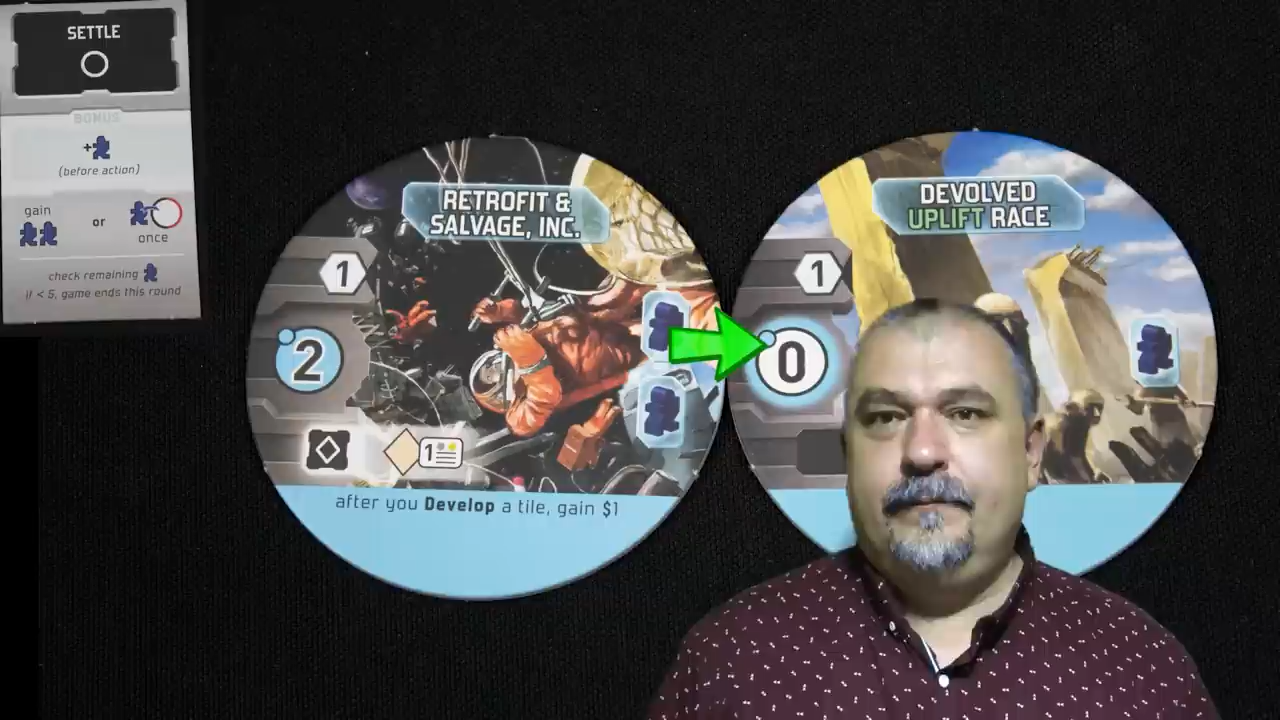 SETTLE
BONUS
+
(before action)
gain
or
once
check remaining
if < 5, game ends this round
RETROFIT &
SALVAGE, INC.
1
2
1
after you Develop a tile, gain $1
DEVOLVED
UPLIFT RACE
1
0